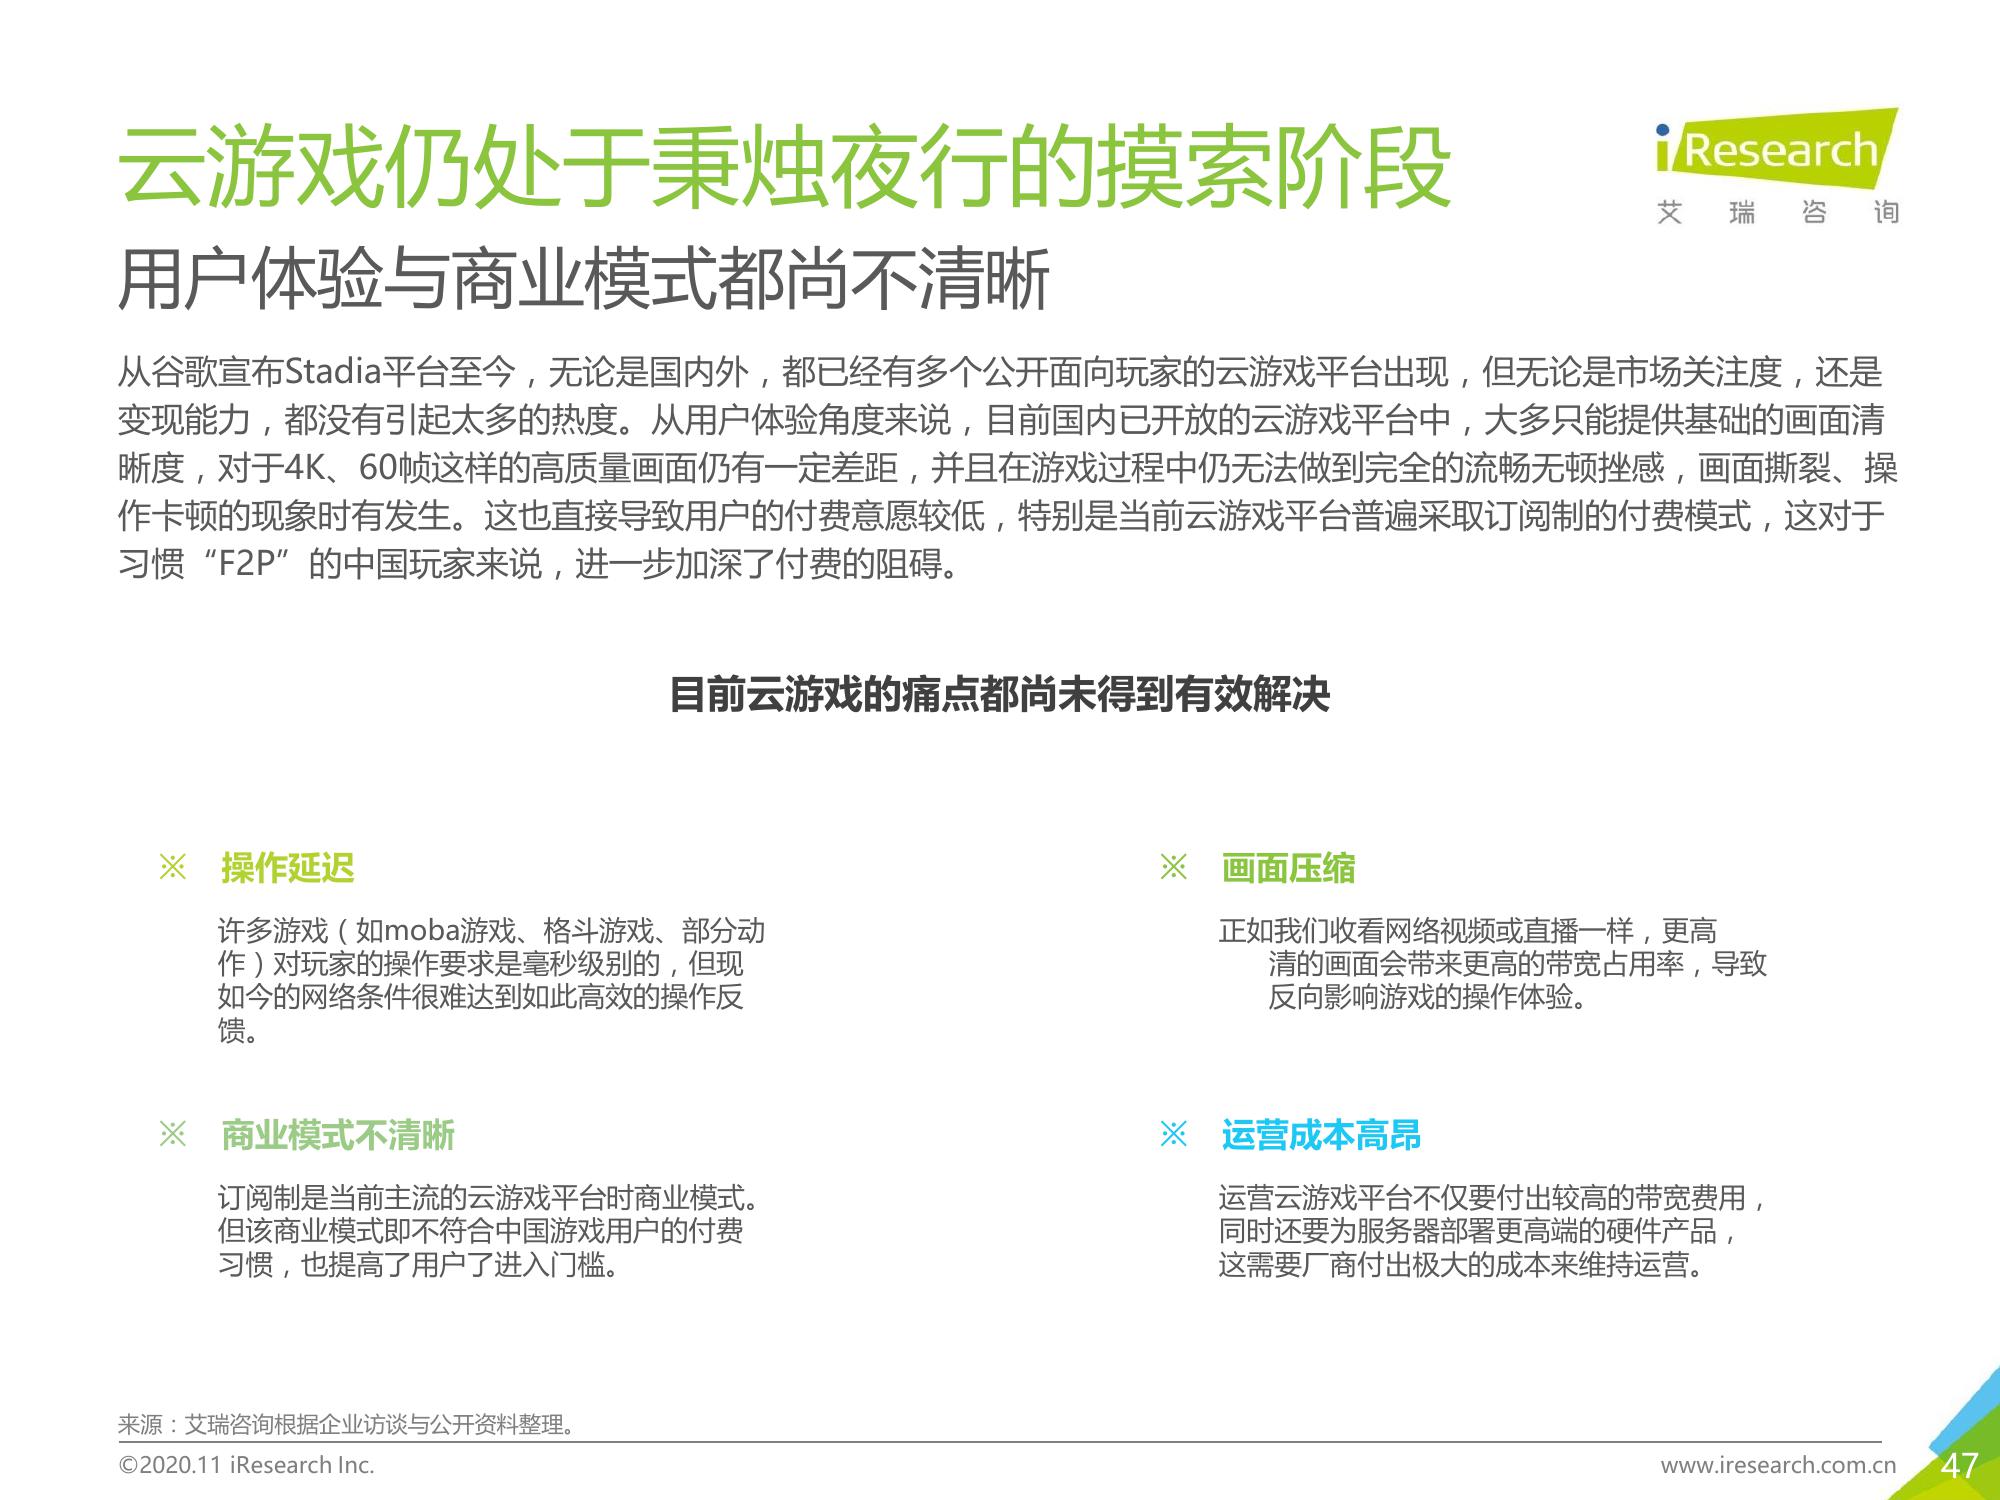 云游戏仍处于秉烛夜行的摸索阶段
iResearch
艾瑞咨询
用户体验与商业模式都尚不清晰
从谷歌宣布Stadia平台至今，无论是国内外，都已经有多个公开面向玩家的云游戏平台出现，但无论是市场关注度，还是
变现能力，都没有引起太多的热度。从用户体验角度来说，目前国内已开放的云游戏平台中，大多只能提供基础的画面清
晰度，对于4K、60帧这样的高质量画面仍有一定差距，并且在游戏过程中仍无法做到完全的流畅无顿挫感，画面撕裂、操
作卡顿的现象时有发生。这也直接导致用户的付费意愿较低，特别是当前云游戏平台普遍采取订阅制的付费模式，这对于
习惯“F2P”的中国玩家来说，进一步加深了付费的阻碍。
目前云游戏的痛点都尚未得到有效解决
※ 操作延迟
许多游戏（如moba游戏、格斗游戏、部分动
作）对玩家的操作要求是毫秒级别的，但现
如今的网络条件很难达到如此高效的操作反
馈。
※ 画面压缩
正如我们收看网络视频或直播一样，更高
清的画面会带来更高的带宽占用率，导致
反向影响游戏的操作体验。
※ 商业模式不清晰
订阅制是当前主流的云游戏平台时商业模式。
但该商业模式即不符合中国游戏用户的付费
习惯，也提高了用户了进入门槛。
※ 运营成本高昂
运营云游戏平台不仅要付出较高的带宽费用，
同时还要为服务器部署更高端的硬件产品，
这需要厂商付出极大的成本来维持运营。
来源：艾瑞咨询根据企业访谈与公开资料整理。
©2020.11 iResearch Inc.
www.iresearch.com.cn
47